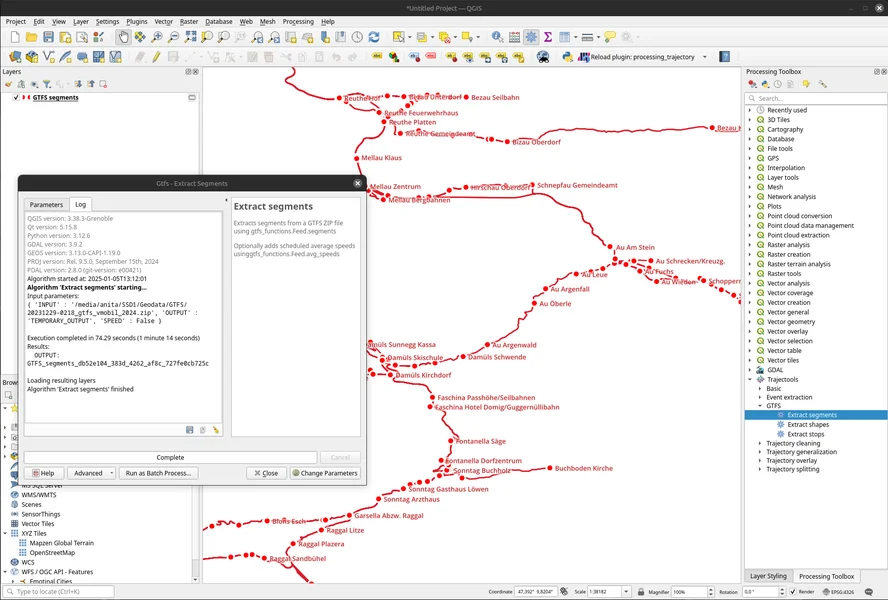 *Untitled Project — QGIS
Project Edit View Layer Settings Plugins Vector Raster Database Web Mesh Processing Help
Reload plugin: processing_trajectory
Layers
GTFS segments
Gtfs - Extract Segments
Parameters Log
QGIS version: 3.38.3-Grenoble
Qt version: 5.15.8
Python version: 3.12.6
GDAL version: 3.9.2
GEOS version: 3.13.0-CAPI-1.19.0
PROJ version: Rel. 9.5.0, September 15th, 2024
PDAL version: 2.8.0 (git-version: e00421)
Algorithm started at: 2025-01-05T13:12:01
Algorithm 'Extract segments' starting…
Input parameters:
{ 'INPUT' : '/media/anita/SSD1/Geodata/GTFS/
20231229-0218_gtfs_vmobil_2024.zip', 'OUTPUT' :
'TEMPORARY_OUTPUT', 'SPEED' : False }
Execution completed in 74.29 seconds (1 minute 14 seconds)
Results:
OUTPUT:
GTFS_segments_db52e104_383d_4262_af8c_727fe0cb725c
Loading resulting layers
Algorithm 'Extract segments' finished
Extract segments
Extracts segments from a GTFS ZIP file
using gtfs_functions.Feed.segments
Optionally adds scheduled average speeds
usinggtfs_functions.Feed.avg_speeds
Complete
Cancel
Help
Advanced
Run as Batch Process…
Close
Change Parameters
Brow
MS SQL Server
WMS/WMTS
Scenes
SensorThings
Vector Tiles
XYZ Tiles
Mapzen Global Terrain
OpenStreetMap
WCS
WFS / OGC API - Features
Emotional Cities
Reuthe Hof
Bezau Unterdorf
Bezau Seilbahn
Reuthe Feuerwehrhaus
Reuthe Platten
Reuthe Gemeindeamt
Bizau Oberdorf
Bezau
Mellau Klaus
Mellau Zentrum
Hirschau Oberdorf
Schnepfau Gemeindeamt
Mellau Bergbahnen
Au Am Stein
Au Schrecken/Kreuzg.
Au Fuchs
Au Leue
Au Wieden
Schopper
Au Argenfall
Au Oberle
Damüls Sunnegg Kassa
Au Argenwald
Damüls Skischule
Damüls Schwende
Damüls Kirchdorf
Faschina Passhöhe/Seilbahnen
Faschina Hotel Domig/Guggernüllibahn
Fontanella Säge
Fontanella Dorfzentrum
Sonntag Buchholz
Buchboden Kirche
Sonntag Gasthaus Löwen
Sonntag Arzthaus
Garsella Abzw. Raggal
Blons Esch
Raggal Litze
Raggal Plazera
Raggal Sandbühel
Processing Toolbox
Search…
Recently used
3D Tiles
Cartography
Database
File tools
GPS
Interpolation
Layer tools
Mesh
Network analysis
Plots
Point cloud conversion
Point cloud data management
Point cloud extraction
Raster analysis
Raster creation
Raster terrain analysis
Raster tools
Vector analysis
Vector coverage
Vector creation
Vector general
Vector geometry
Vector overlay
Vector selection
Vector table
Vector tiles
GDAL
Trajectools
Basic
Event extraction
GTFS
Extract segments
Extract shapes
Extract stops
Trajectory cleaning
Trajectory generalization
Trajectory overlay
Trajectory splitting
Layer Styling Processing Toolbox
Type to locate (Ctrl+K)
Coordinate 47.392° 9.8204°
Scale 1:38182
Magnifier 100%
Rotation 0.0°
Render
EPSG:4326